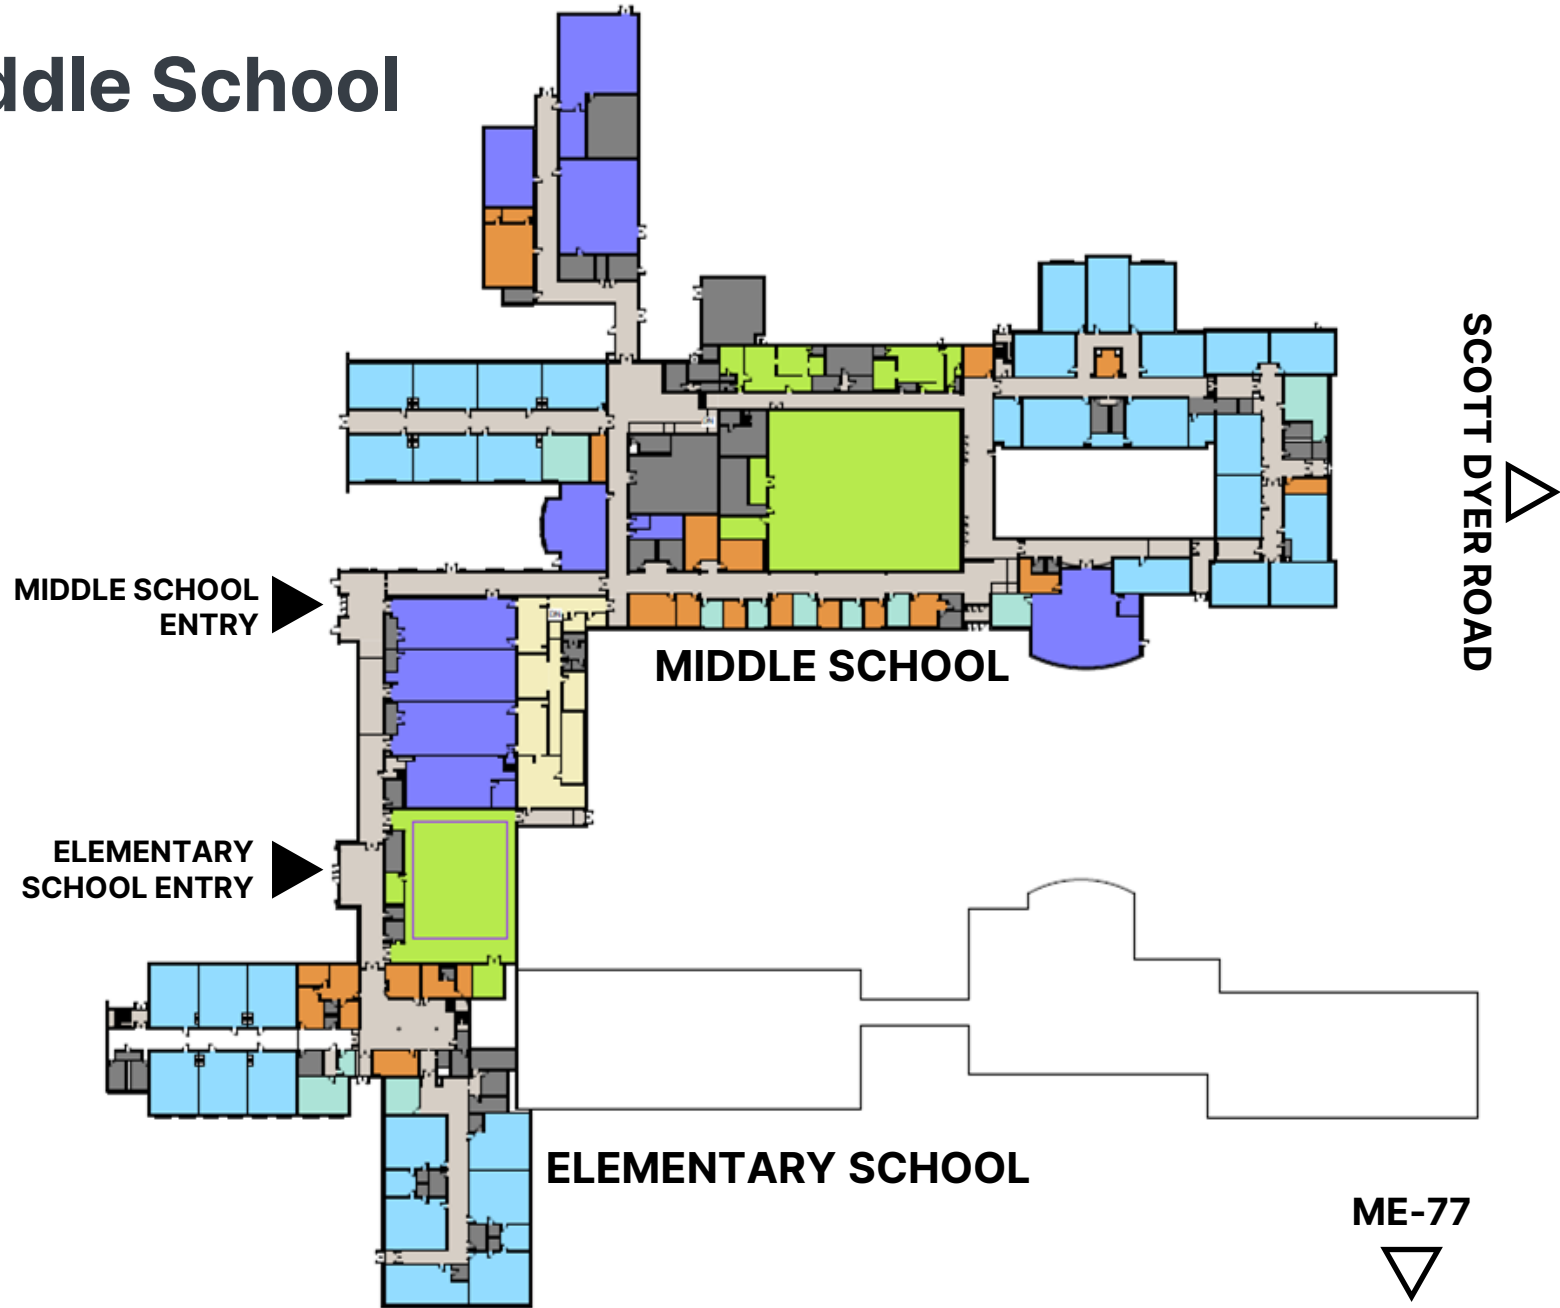 ddle School
SCOTT DYER ROAD
MIDDLE SCHOOL
ENTRY
MIDDLE SCHOOL
ELEMENTARY
SCHOOL ENTRY
ELEMENTARY SCHOOL
ME-77